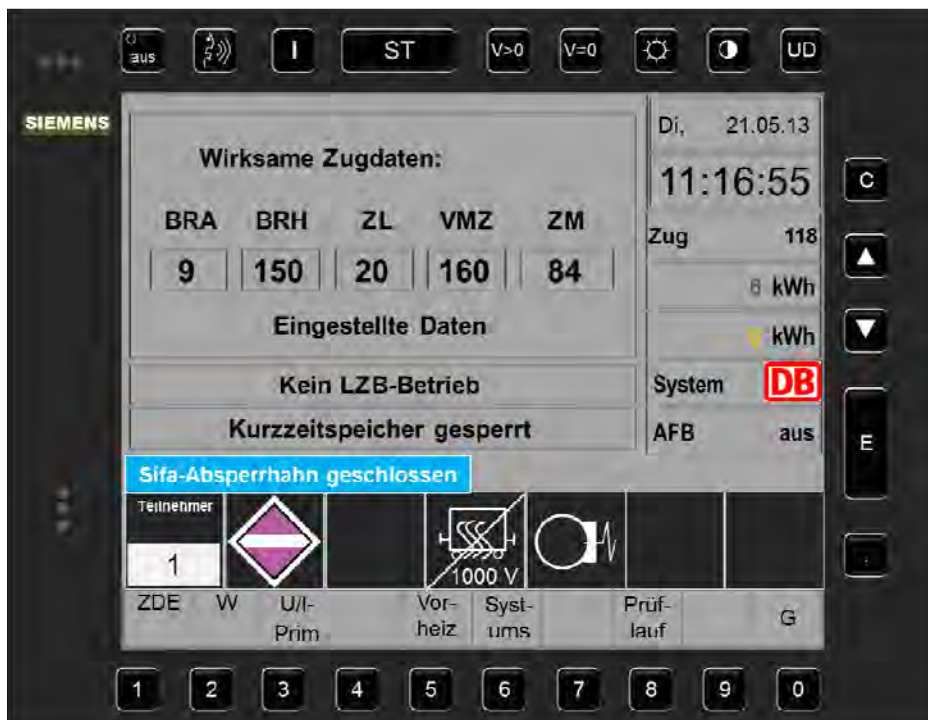 aus
I
ST
V>0
V=0
UD
SIEMENS
Wirksame Zugdaten:
BRA BRH ZL VMZ ZM
9 150 20 160 84
Eingestellte Daten
Kein LZB-Betrieb
Kurzzeitspeicher gesperrt
Sifa-Absperrhahn geschlossen
Di, 21.05.13
11:16:55
Zug 118
kWh
kWh
System DB
AFB aus
C
E
Teilnehmer
1
1000 V
ZDE W U/I- Vor- Syst- Prüf- G
Prim heiz ums lauf
1 2 3 4 5 6 7 8 9 0